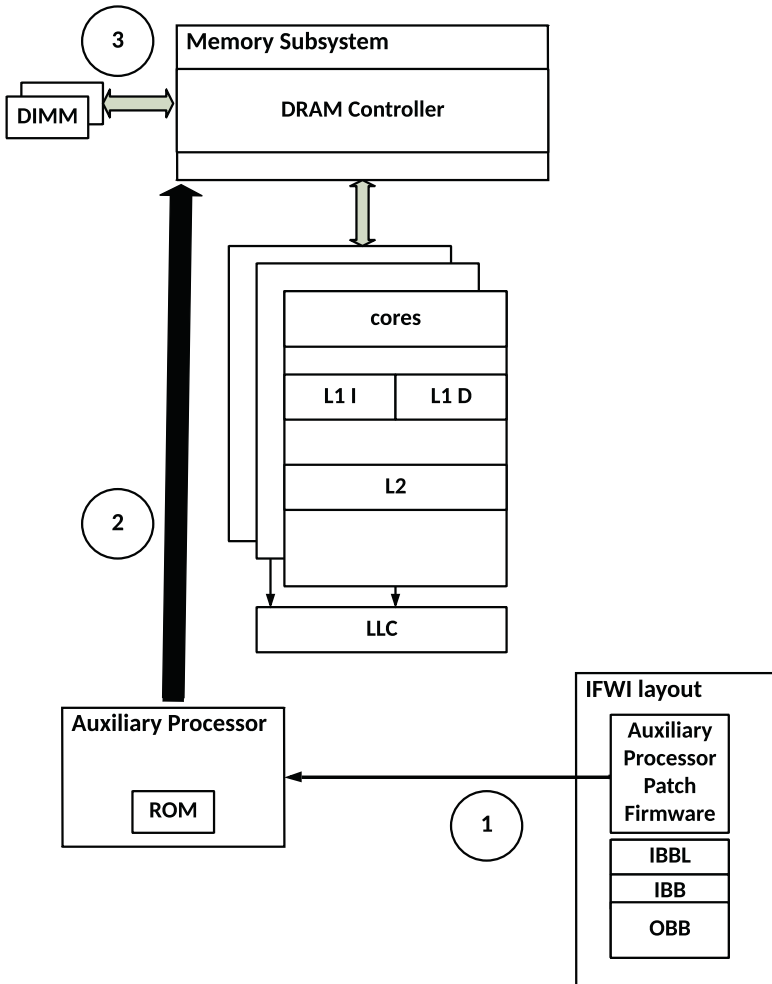 3
Memory Subsystem
DIMM
DRAM Controller
cores
L1 I
L1 D
L2
2
LLC
IFWI layout
Auxiliary Processor
ROM
Auxiliary
Processor
Patch
Firmware
1
IBBL
IBB
OBB